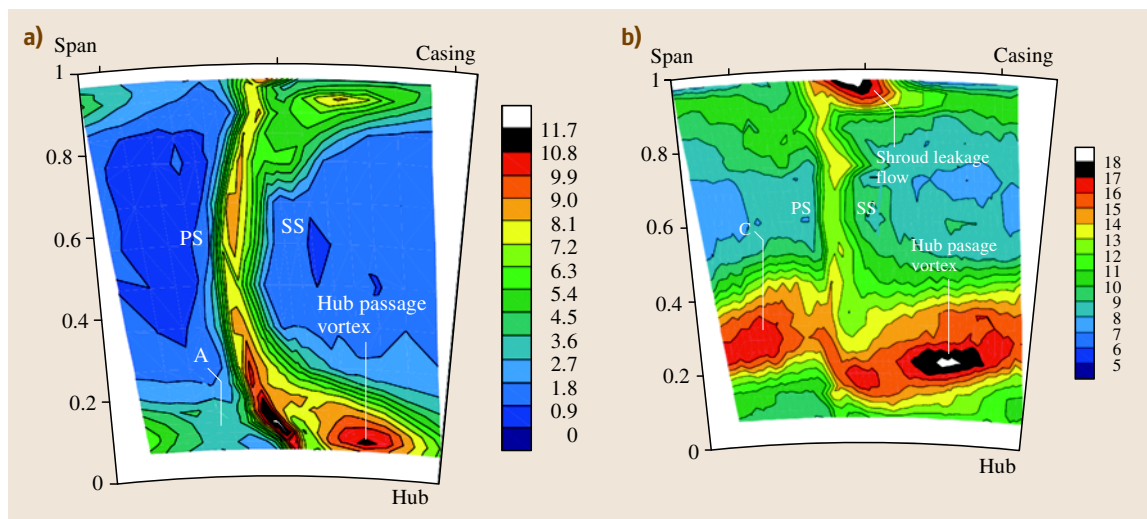 a)
Span
Casing
1
0.8
0.6
0.4
0.2
0
PS
SS
Hub passage
vortex
A
Hub
11.7
10.8
9.9
9.0
8.1
7.2
6.3
5.4
4.5
3.6
2.7
1.8
0.9
0
b)
Span
Casing
1
0.8
0.6
0.4
0.2
0
Shroud leakage
flow
PS
SS
C
Hub pasage
vortex
Hub
18
17
16
15
14
13
12
11
10
9
8
7
6
5